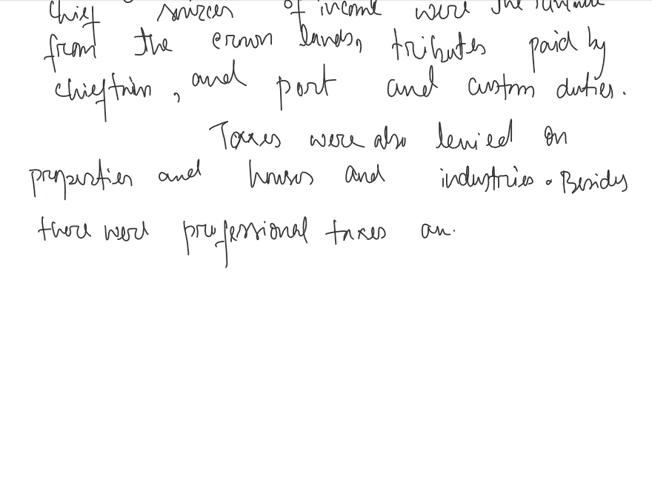 chief sources of income were the revenue
from the crown lands, tributes paid by
chieftain, and port and custom duties.
Taxes were also levied on
properties and houses and industries. Besides
there were professional taxes an